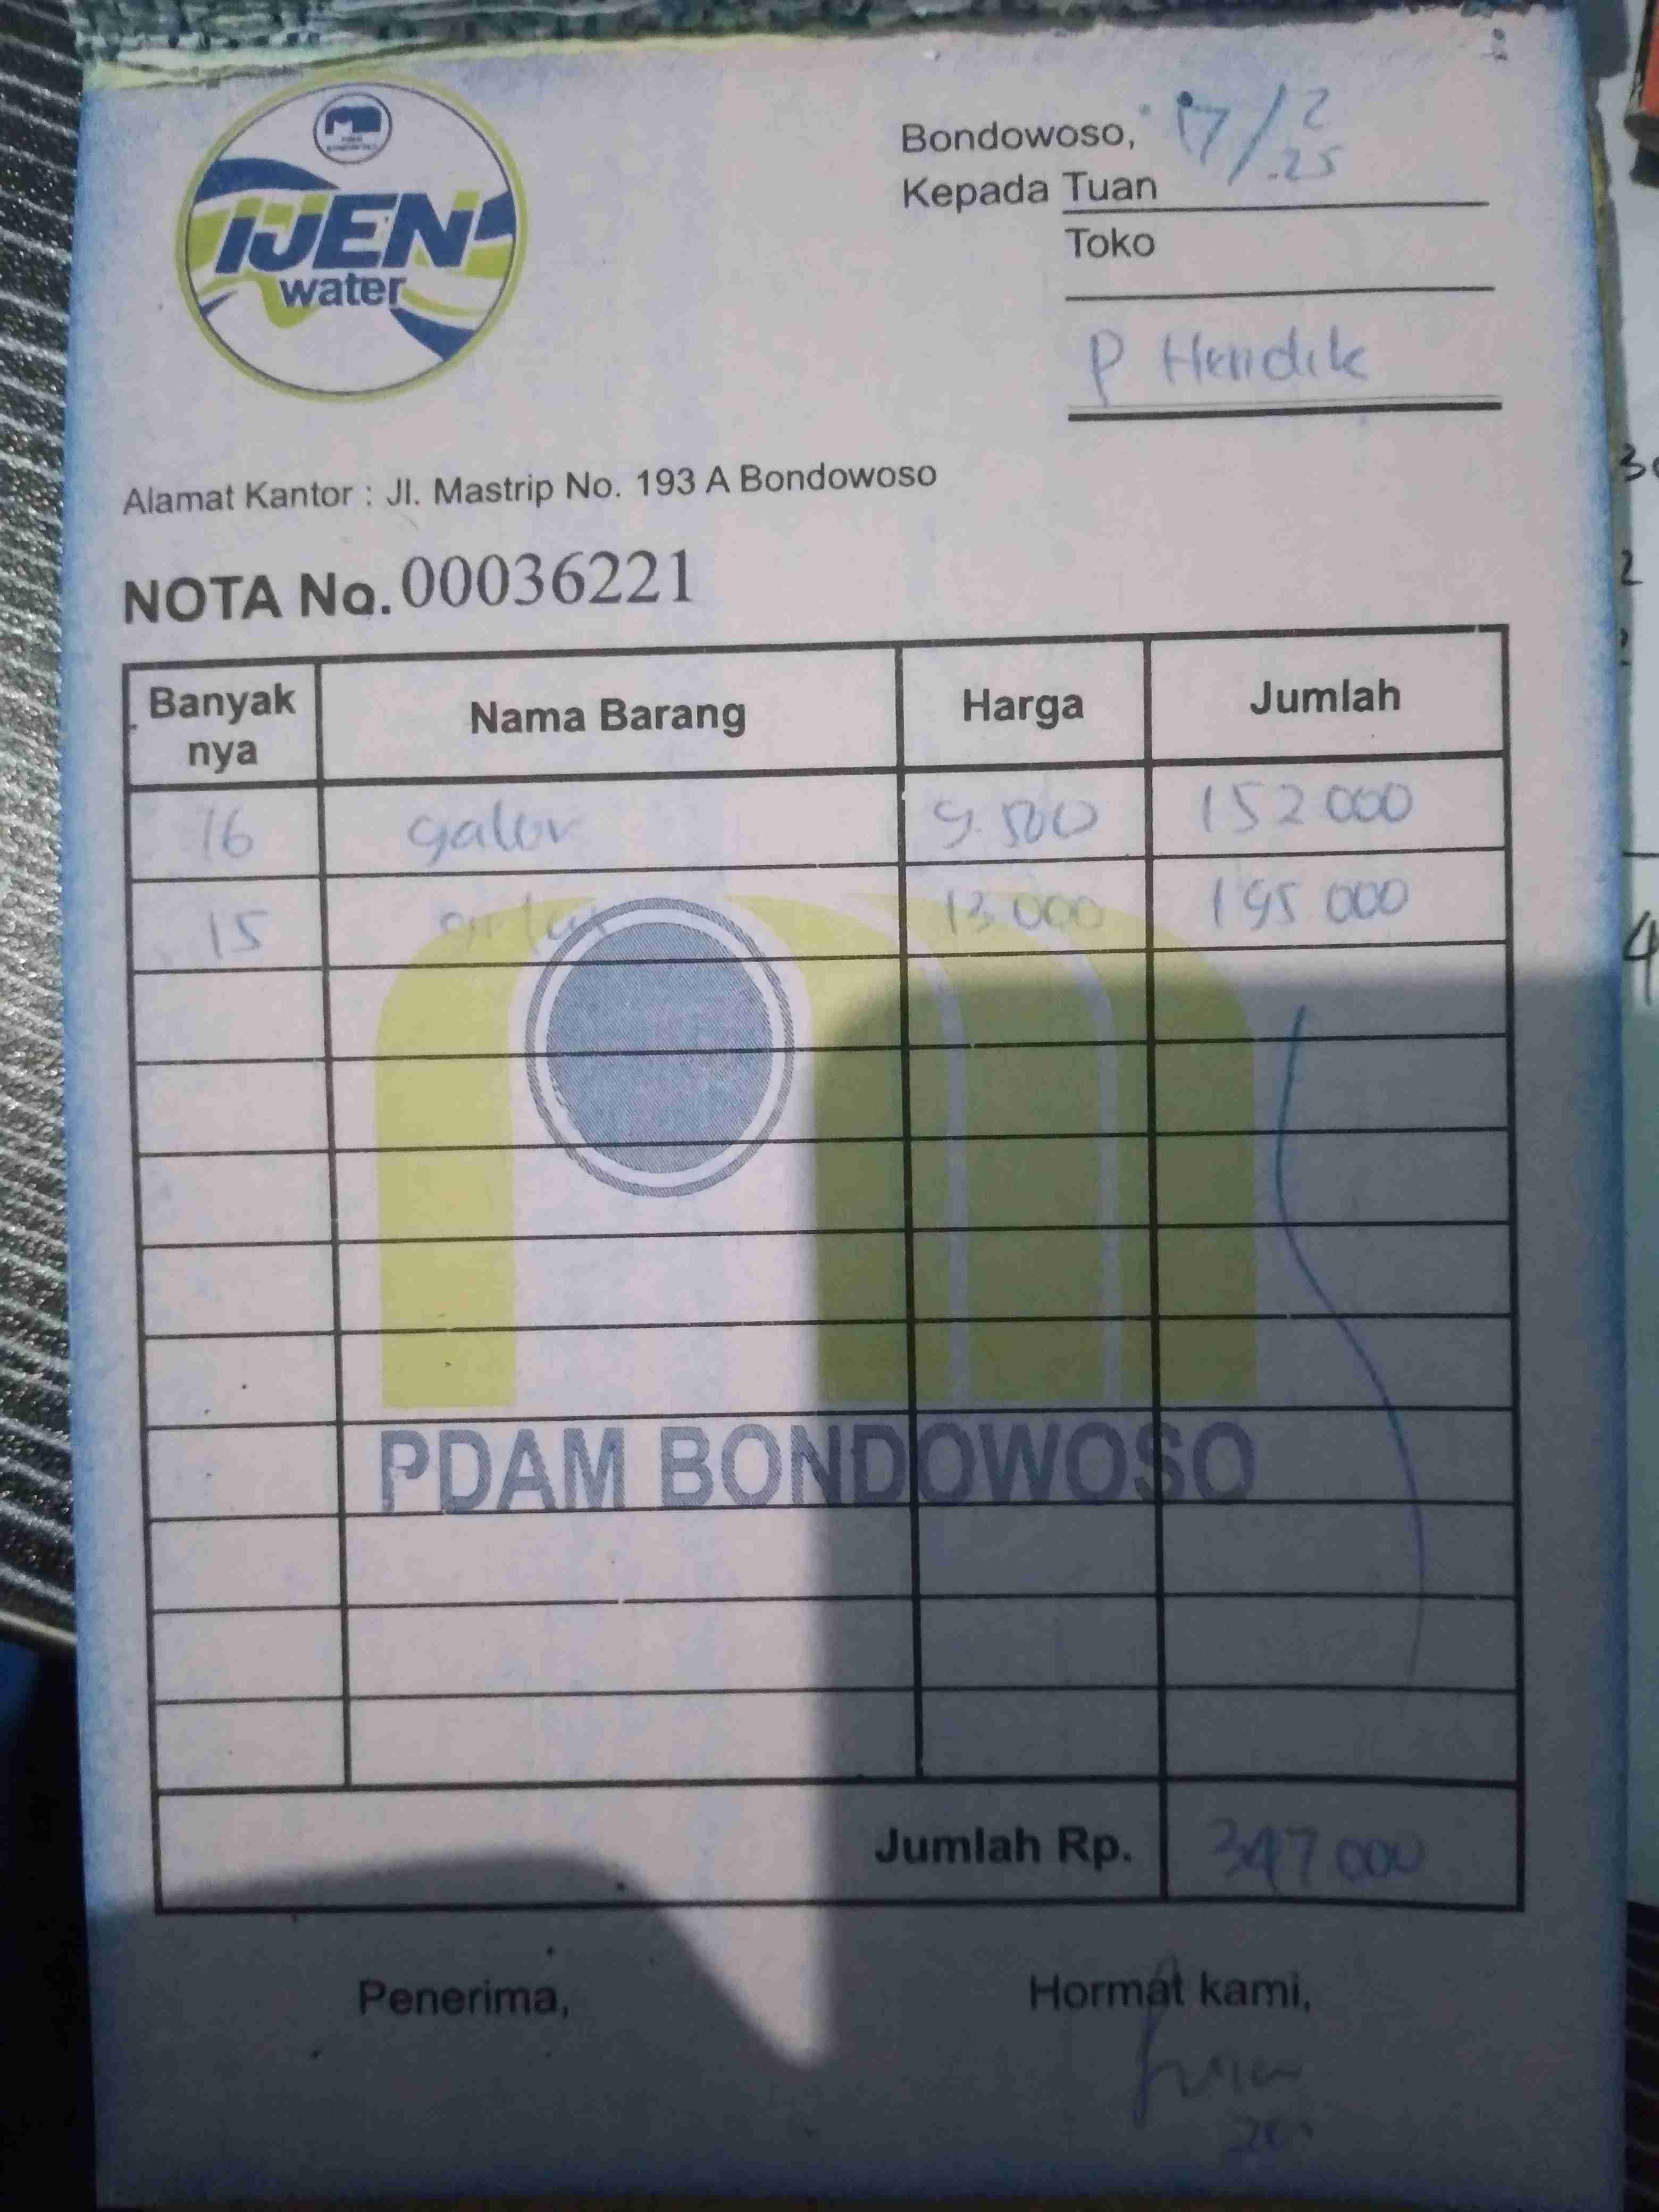 IJEN
water
Bondowoso, 17/2
.25
Kepada Tuan
Toko
P Hendik
Alamat Kantor : Jl. Mastrip No. 193 A Bondowoso
NOTA No. 00036221
Banyak nya Nama Barang Harga Jumlah
16 galon 9.500 152 000
15 13 000 195 000
PDAM BONDOWOSO
Jumlah Rp. 347 000
Penerima, Hormat kami,